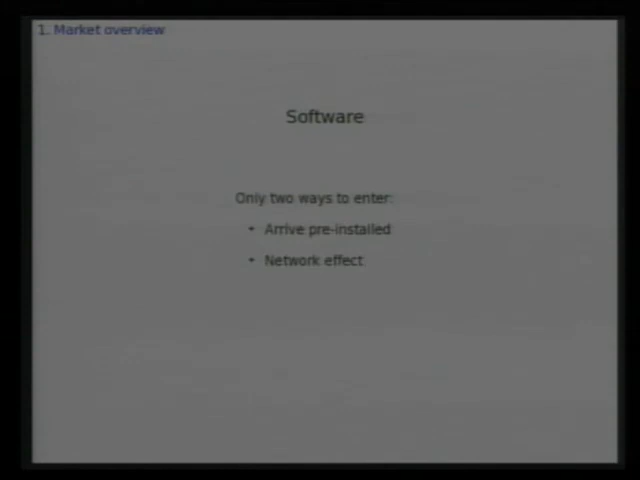 1. Market overview
Software
Only two ways to enter:
• Arrive pre-installed
• Network effect